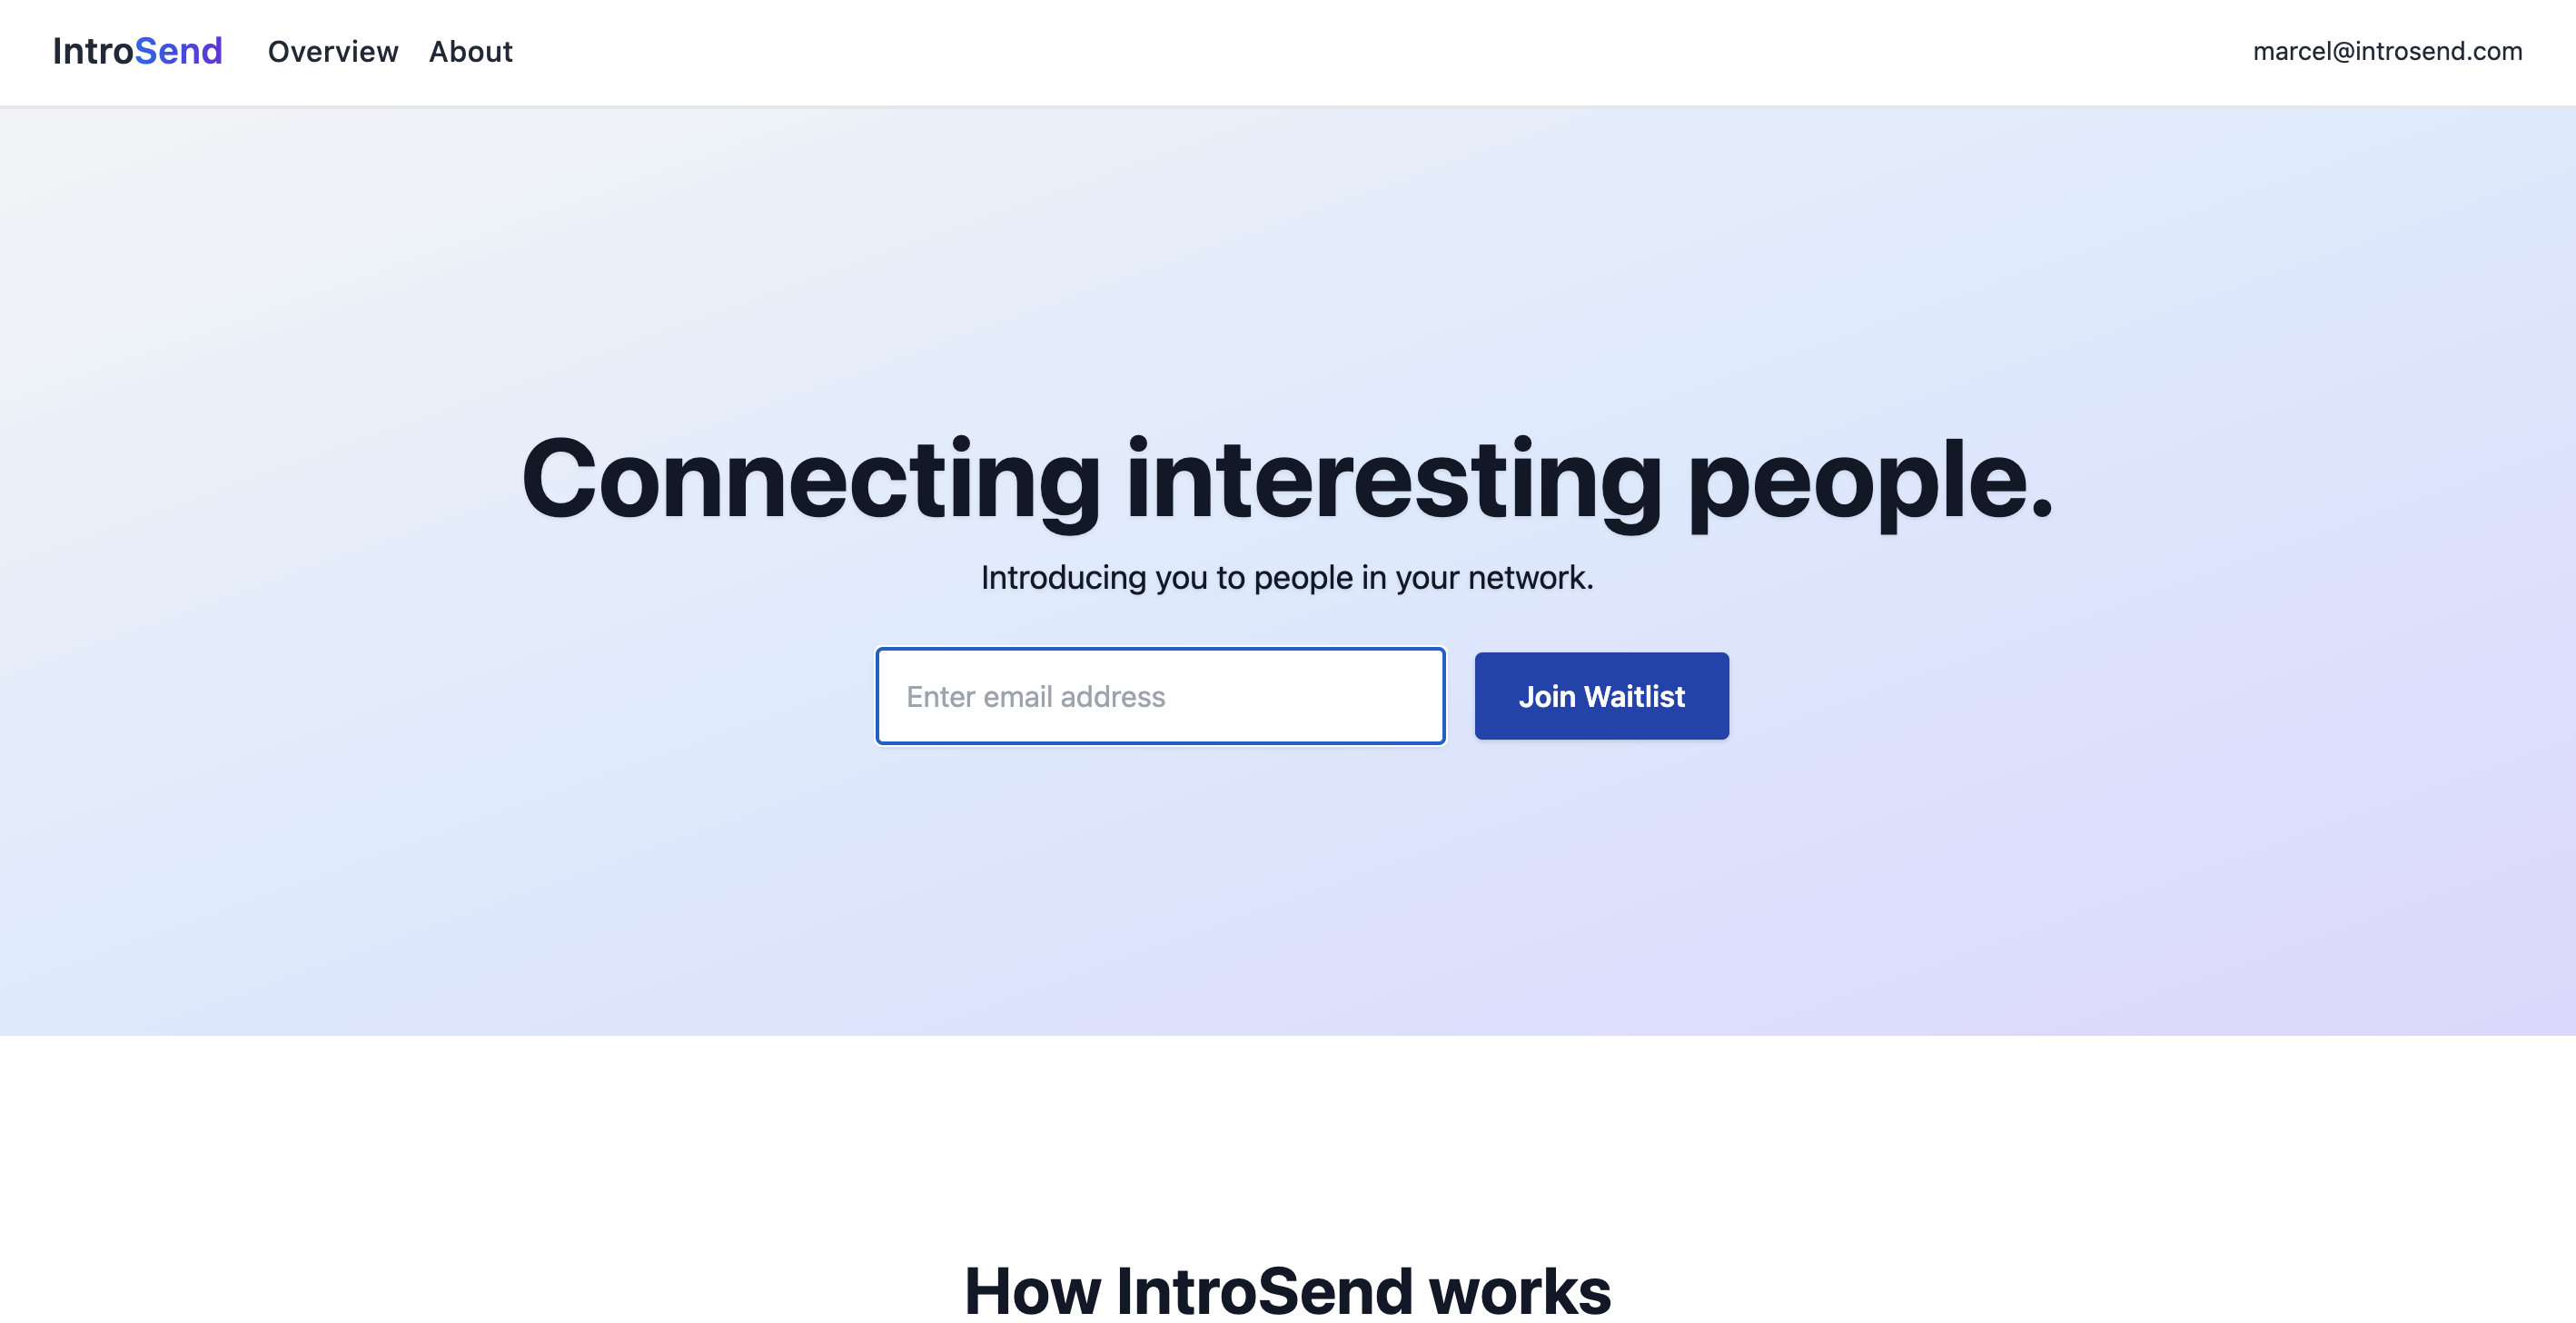 IntroSend Overview About marcel@introsend.com
Connecting interesting people.
Introducing you to people in your network.
Enter email address Join Waitlist
How IntroSend works